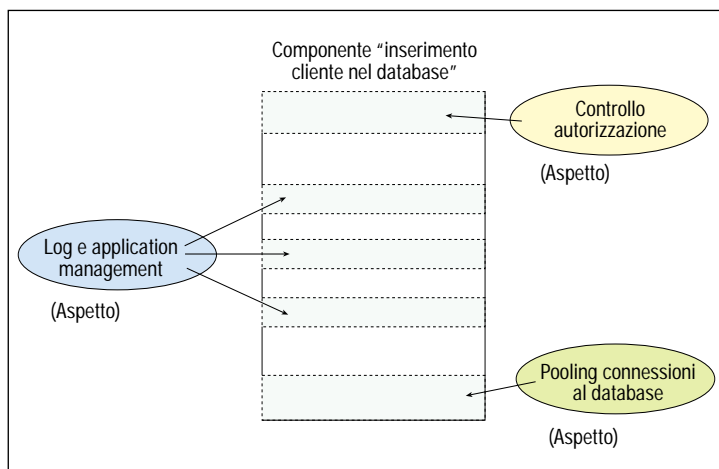 Componente “inserimento
cliente nel database”
Controllo
autorizzazione
(Aspetto)
Log e application
management
(Aspetto)
Pooling connessioni
al database
(Aspetto)